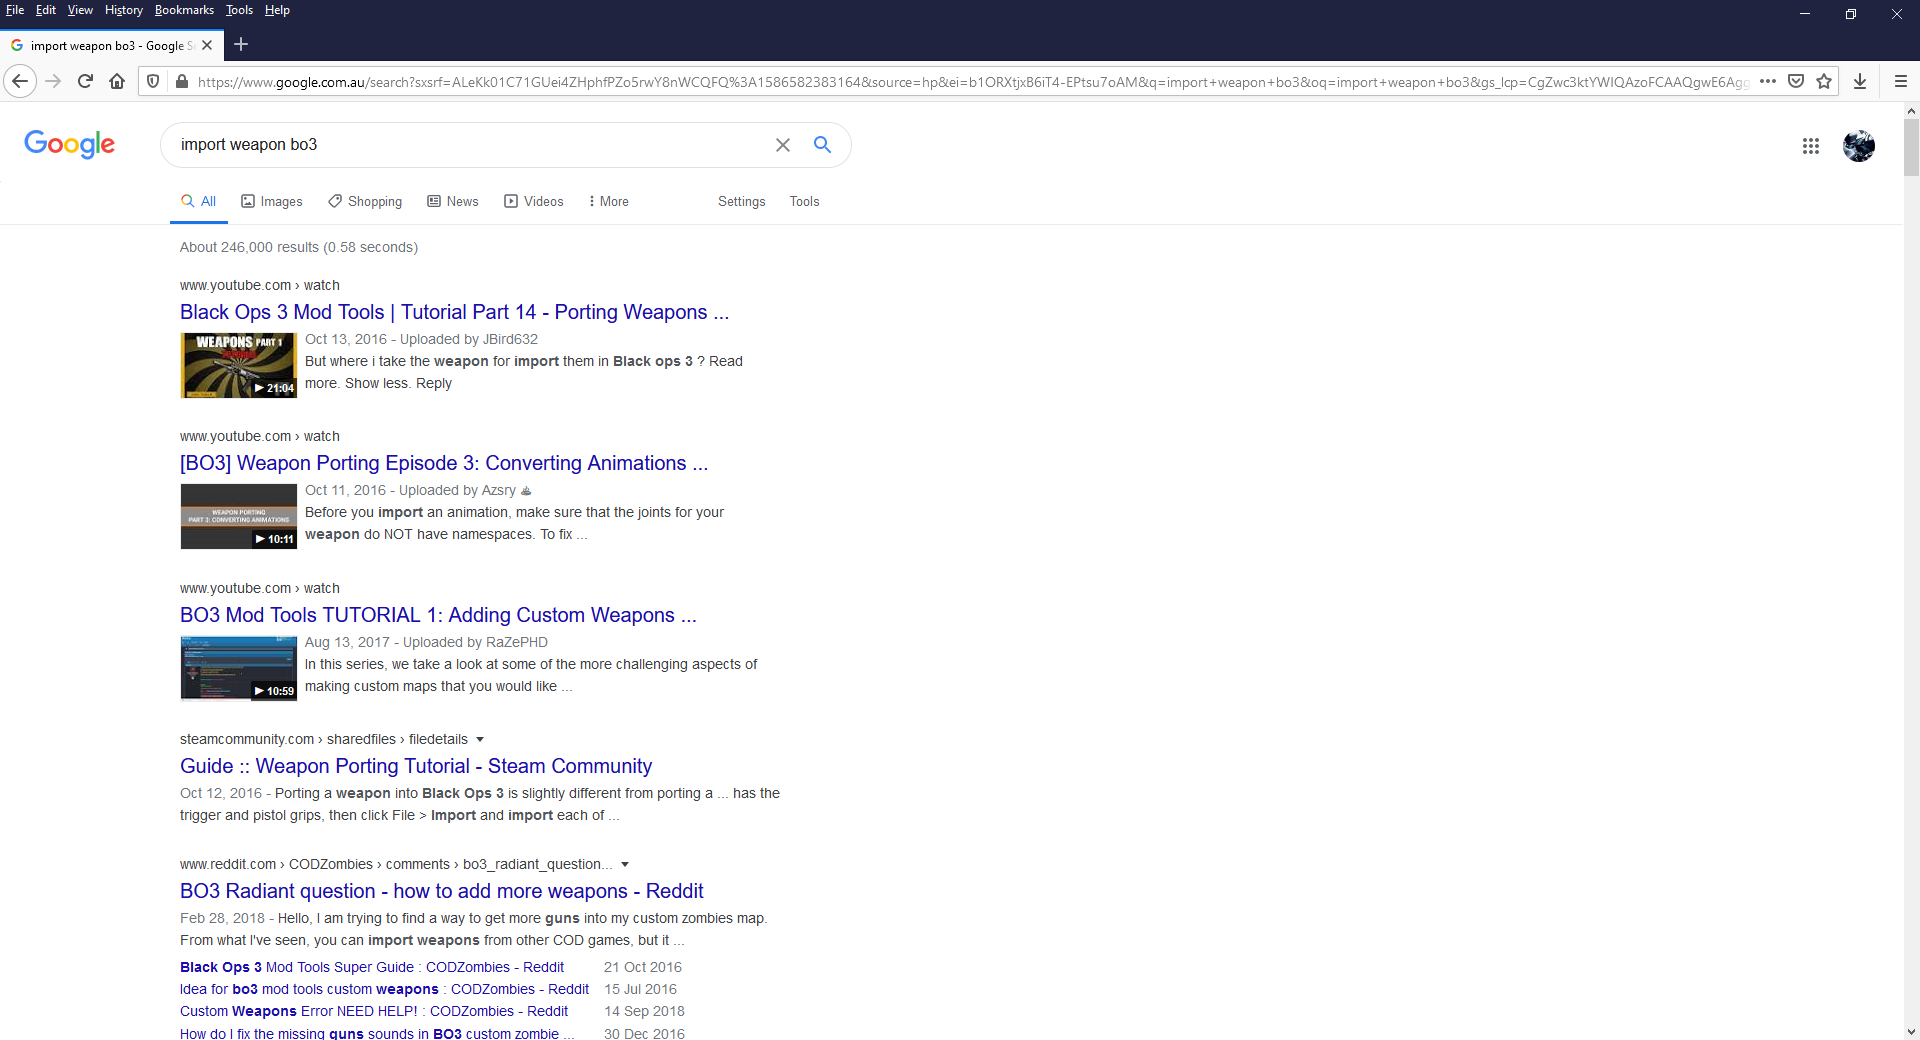 File Edit View History Bookmarks Tools Help
import weapon bo3 - Google S
https://www.google.com.au/search?sxsrf=ALeKk01C71GUei4ZHphfPZo5rwY8nWCQFQ%3A1586582383164&source=hp&ei=b1ORXtjxB6iT4-EPtsu7oAM&q=import+weapon+bo3&oq=import+weapon+bo3&gs_lcp=CgZwc3ktYWIQAzoFCAAQgwE6Agg
Google import weapon bo3
All Images Shopping News Videos More Settings Tools
About 246,000 results (0.58 seconds)
www.youtube.com › watch
Black Ops 3 Mod Tools | Tutorial Part 14 - Porting Weapons ...
WEAPONS PART 1
21:04
Oct 13, 2016 - Uploaded by JBird632
But where i take the weapon for import them in Black ops 3 ? Read
more. Show less. Reply
www.youtube.com › watch
[BO3] Weapon Porting Episode 3: Converting Animations ...
WEAPON PORTING
PART 3: CONVERTING ANIMATIONS
10:11
Oct 11, 2016 - Uploaded by Azsry
Before you import an animation, make sure that the joints for your
weapon do NOT have namespaces. To fix ...
www.youtube.com › watch
BO3 Mod Tools TUTORIAL 1: Adding Custom Weapons ...
10:59
Aug 13, 2017 - Uploaded by RaZePHD
In this series, we take a look at some of the more challenging aspects of
making custom maps that you would like ...
steamcommunity.com › sharedfiles › filedetails
Guide :: Weapon Porting Tutorial - Steam Community
Oct 12, 2016 - Porting a weapon into Black Ops 3 is slightly different from porting a ... has the
trigger and pistol grips, then click File > Import and import each of ...
www.reddit.com › CODZombies › comments › bo3_radiant_question...
BO3 Radiant question - how to add more weapons - Reddit
Feb 28, 2018 - Hello, I am trying to find a way to get more guns into my custom zombies map.
From what I've seen, you can import weapons from other COD games, but it ...
Black Ops 3 Mod Tools Super Guide : CODZombies - Reddit 21 Oct 2016
Idea for bo3 mod tools custom weapons : CODZombies - Reddit 15 Jul 2016
Custom Weapons Error NEED HELP! : CODZombies - Reddit 14 Sep 2018
How do I fix the missing guns sounds in BO3 custom zombie ... 30 Dec 2016